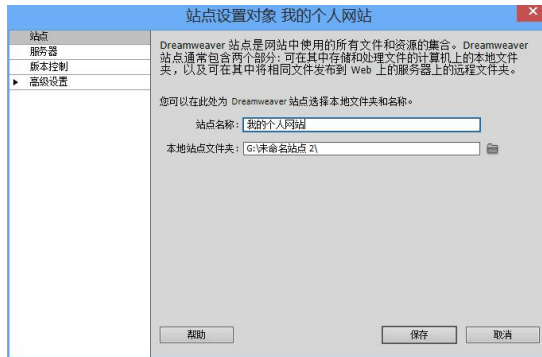 站点设置对象 我的个人网站
站点
服务器
版本控制
高级设置
Dreamweaver 站点是网站中使用的所有文件和资源的集合。Dreamweaver
站点通常包含两个部分：可在其中存储和处理文件的计算机上的本地文件
夹，以及可在其中将相同文件发布到 Web 上的服务器上的远程文件夹。
您可以在此处为 Dreamweaver 站点选择本地文件夹和名称。
站点名称： 我的个人网站
本地站点文件夹： G:\未命名站点 2\
帮助 保存 取消